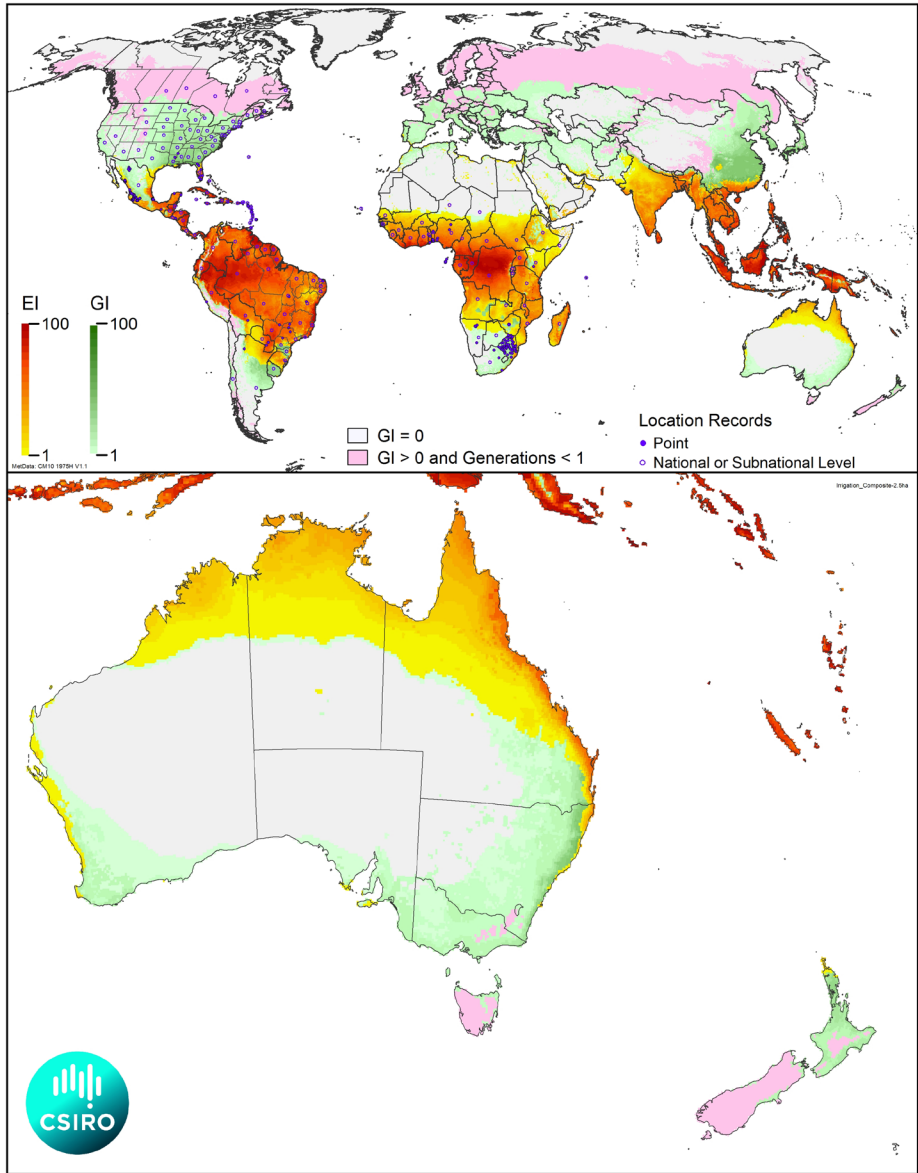 EI
GI
100
100
1
1
MetData: CM10 1975H V1.1
GI = 0
GI > 0 and Generations < 1
Location Records
Point
National or Subnational Level
Irrigation_Composite-2.5ha
CSIRO